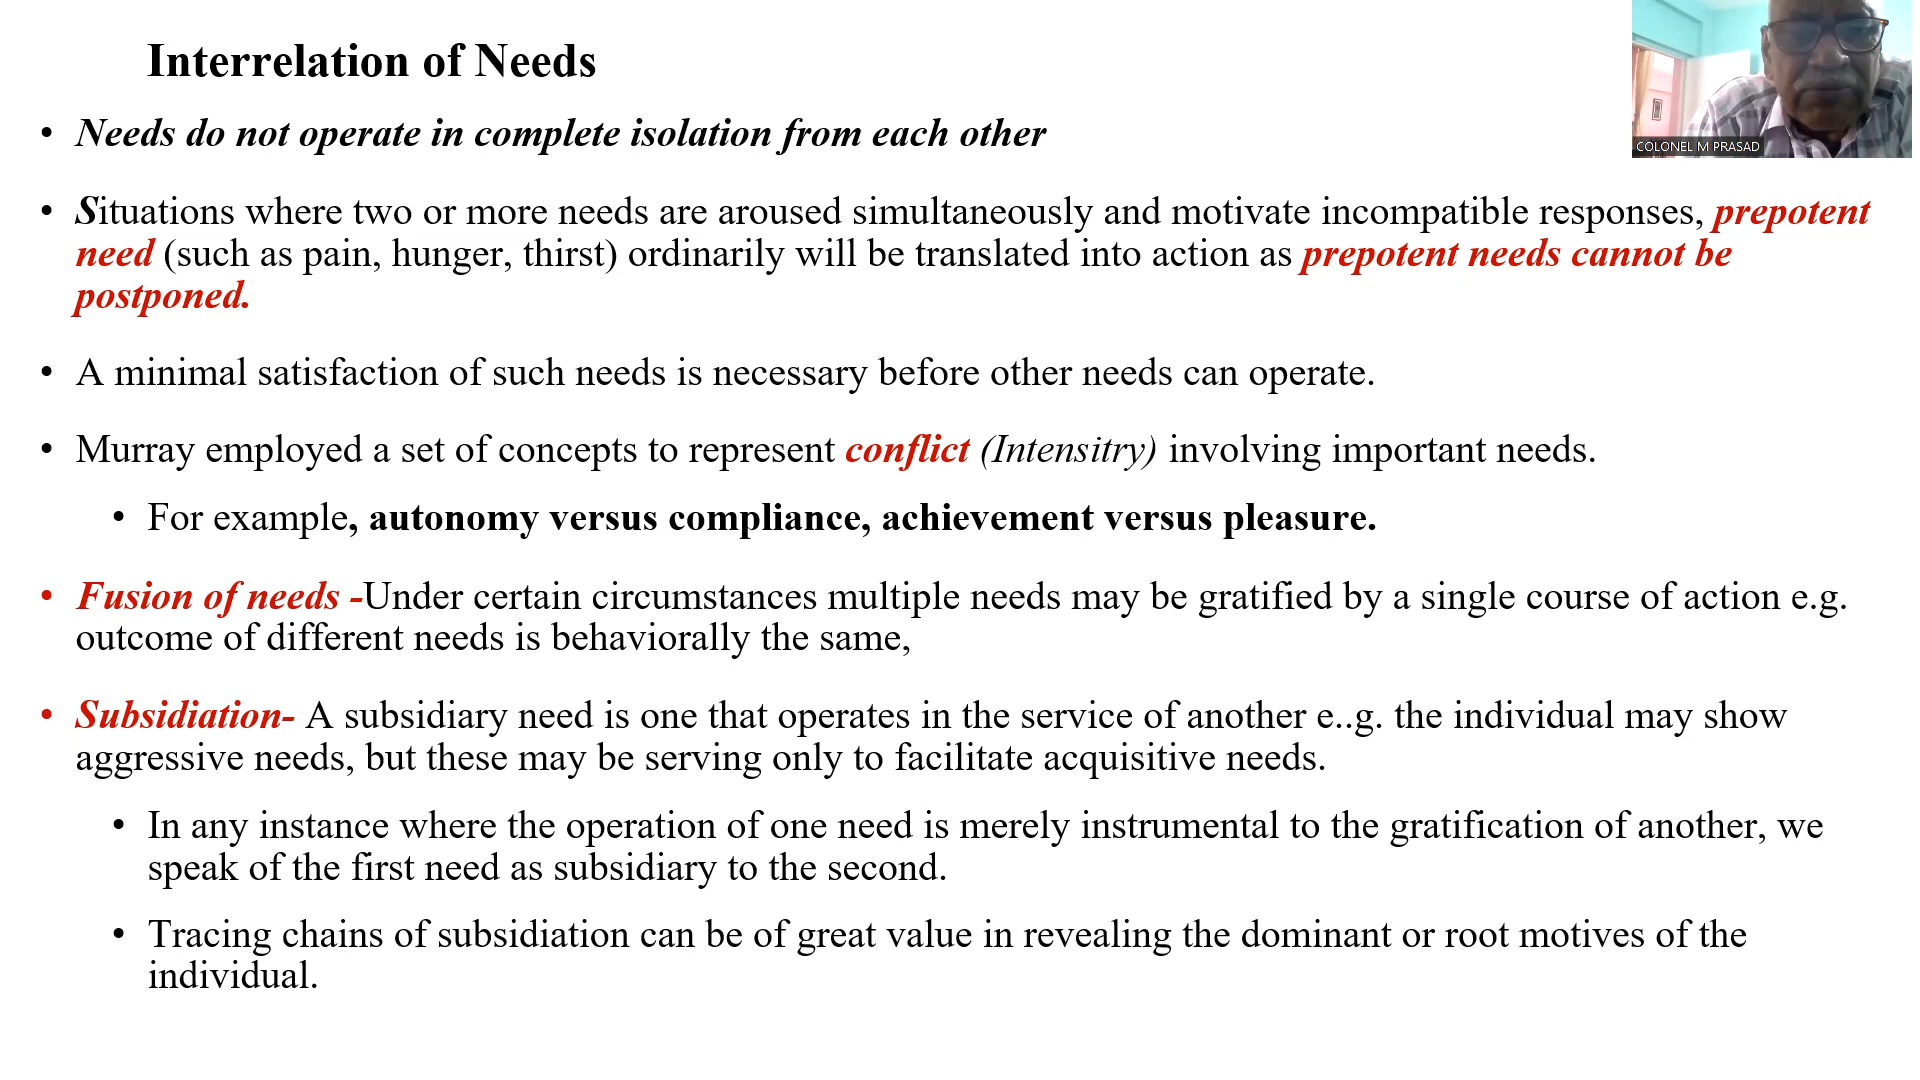 Interrelation of Needs
COLONEL M PRASAD
• Needs do not operate in complete isolation from each other
• Situations where two or more needs are aroused simultaneously and motivate incompatible responses, prepotent
need (such as pain, hunger, thirst) ordinarily will be translated into action as prepotent needs cannot be
postponed.
• A minimal satisfaction of such needs is necessary before other needs can operate.
• Murray employed a set of concepts to represent conflict (Intensitry) involving important needs.
• For example, autonomy versus compliance, achievement versus pleasure.
• Fusion of needs -Under certain circumstances multiple needs may be gratified by a single course of action e.g.
outcome of different needs is behaviorally the same,
• Subsidiation- A subsidiary need is one that operates in the service of another e..g. the individual may show
aggressive needs, but these may be serving only to facilitate acquisitive needs.
• In any instance where the operation of one need is merely instrumental to the gratification of another, we
speak of the first need as subsidiary to the second.
• Tracing chains of subsidiation can be of great value in revealing the dominant or root motives of the
individual.